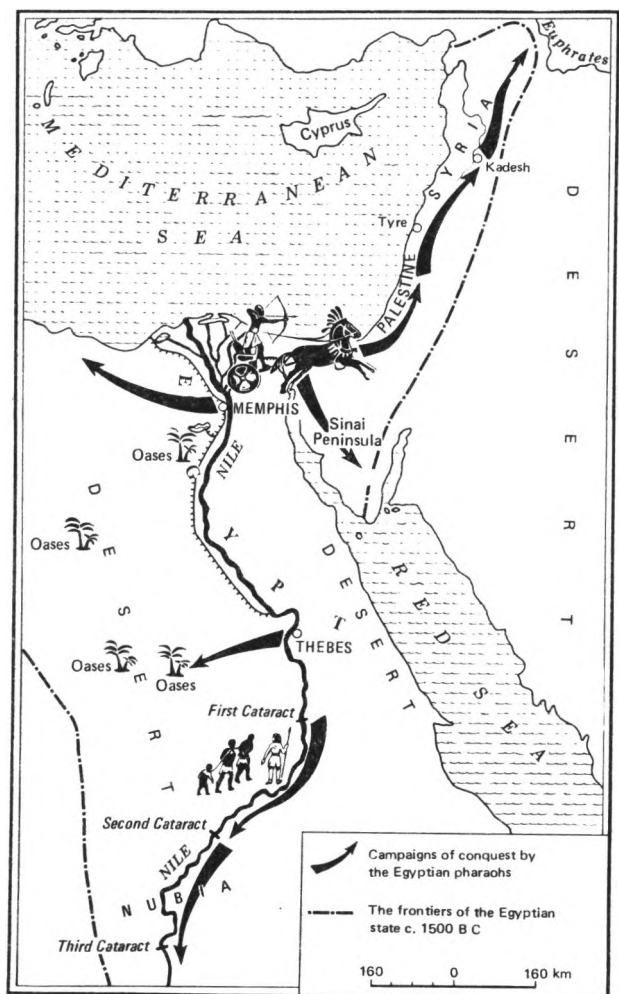 Euphrates
MEDITERRANEAN
SEA
Cyprus
SYRIA
Kadesh
Tyre
PALESTINE
DESERT
EGYPT
MEMPHIS
Sinai
Peninsula
NILE
Oases
Oases
DESERT
DESERT
RED SEA
THEBES
Oases
Oases
First Cataract
Second Cataract
NILE
NUBIA
Third Cataract
Campaigns of conquest by
the Egyptian pharaohs
The frontiers of the Egyptian
state c. 1500 BC
160 0 160 km